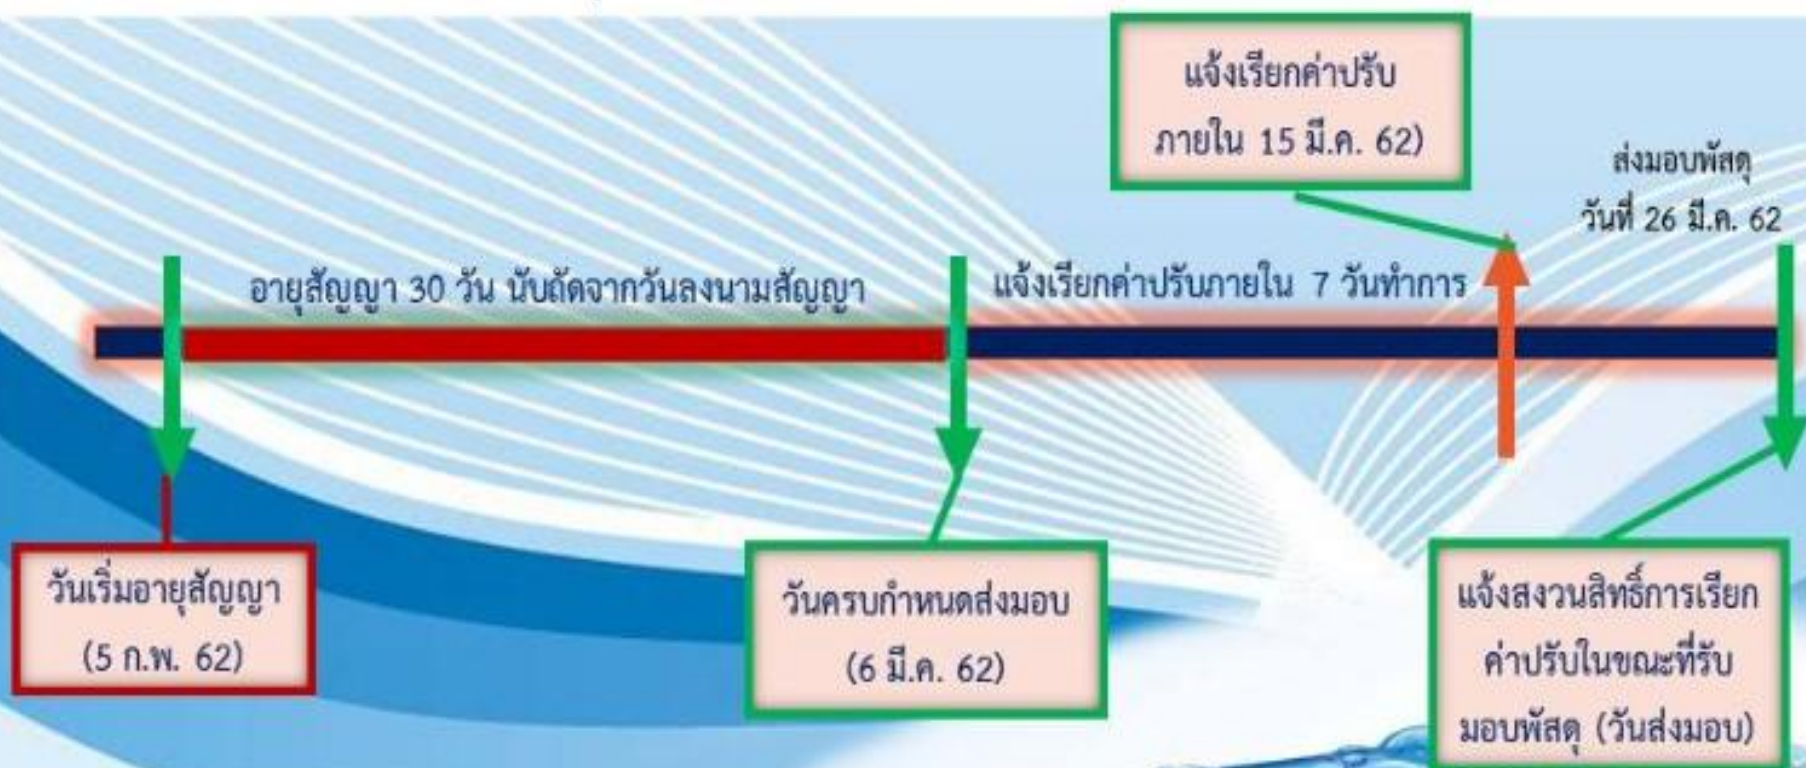 แจ้งเรียกค่าปรับ
ภายใน 15 มี.ค. 62)
ส่งมอบพัสดุ
วันที่ 26 มี.ค. 62
อายุสัญญา 30 วัน นับถัดจากวันลงนามสัญญา
แจ้งเรียกค่าปรับภายใน 7 วันทำการ
วันเริ่มอายุสัญญา
(5 ก.พ. 62)
วันครบกำหนดส่งมอบ
(6 มี.ค. 62)
แจ้งสงวนสิทธิ์การเรียก
ค่าปรับในขณะที่รับ
มอบพัสดุ (วันส่งมอบ)